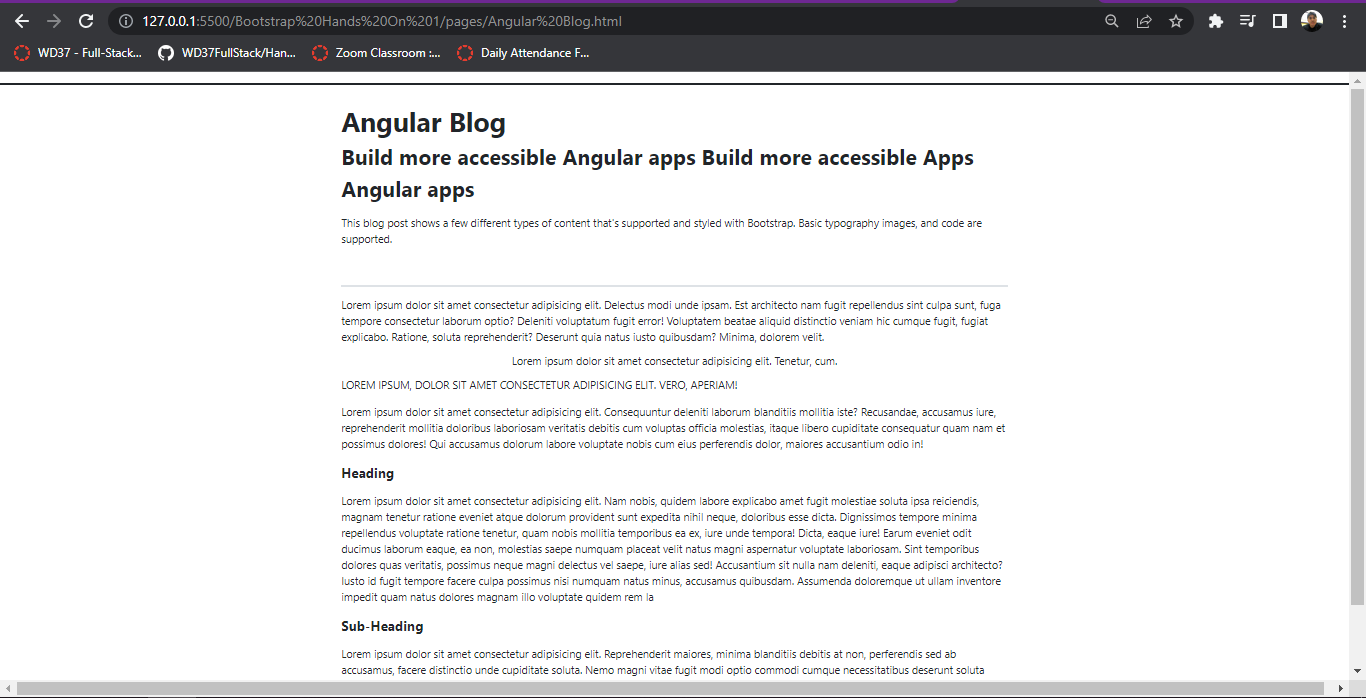 127.0.0.1:5500/Bootstrap%20Hands%20On%201/pages/Angular%20Blog.html
WD37 - Full-Stack... WD37FullStack/Han... Zoom Classroom :... Daily Attendance F...
Angular Blog
Build more accessible Angular apps Build more accessible Apps
Angular apps
This blog post shows a few different types of content that's supported and styled with Bootstrap. Basic typography images, and code are
supported.
Lorem ipsum dolor sit amet consectetur adipisicing elit. Delectus modi unde ipsam. Est architecto nam fugit repellendus sint culpa sunt, fuga
tempore consectetur laborum optio? Deleniti voluptatum fugit error! Voluptatem beatae aliquid distinctio veniam hic cumque fugit, fugiat
explicabo. Ratione, soluta reprehenderit? Deserunt quia natus iusto quibusdam? Minima, dolorem velit.
Lorem ipsum dolor sit amet consectetur adipisicing elit. Tenetur, cum.
LOREM IPSUM, DOLOR SIT AMET CONSECTETUR ADIPISICING ELIT. VERO, APERIAM!
Lorem ipsum dolor sit amet consectetur adipisicing elit. Consequuntur deleniti laborum blanditiis mollitia iste? Recusandae, accusamus iure,
reprehenderit mollitia doloribus laboriosam veritatis debitis cum voluptas officia molestias, itaque libero cupiditate consequatur quam nam et
possimus dolores! Qui accusamus dolorum labore voluptate nobis cum eius perferendis dolor, maiores accusantium odio in!
Heading
Lorem ipsum dolor sit amet consectetur adipisicing elit. Nam nobis, quidem labore explicabo amet fugit molestiae soluta ipsa reiciendis,
magnam tenetur ratione eveniet atque dolorum provident sunt expedita nihil neque, doloribus esse dicta. Dignissimos tempore minima
repellendus voluptate ratione tenetur, quam nobis mollitia temporibus ea ex, iure unde tempora! Dicta, eaque iure! Earum eveniet odit
ducimus laborum eaque, ea non, molestias saepe numquam placeat velit natus magni aspernatur voluptate laboriosam. Sint temporibus
dolores quas veritatis, possimus neque magni delectus vel saepe, iure alias sed! Accusantium sit nulla nam deleniti, eaque adipisci architecto?
Iusto id fugit tempore facere culpa possimus nisi numquam natus minus, accusamus quibusdam. Assumenda doloremque ut ullam inventore
impedit quam natus dolores magnam illo voluptate quidem rem la
Sub-Heading
Lorem ipsum dolor sit amet consectetur adipisicing elit. Reprehenderit maiores, minima blanditiis debitis at non, perferendis sed ab
accusamus, facere distinctio unde cupiditate soluta. Nemo magni vitae fugit modi optio commodi cumque necessitatibus deserunt soluta